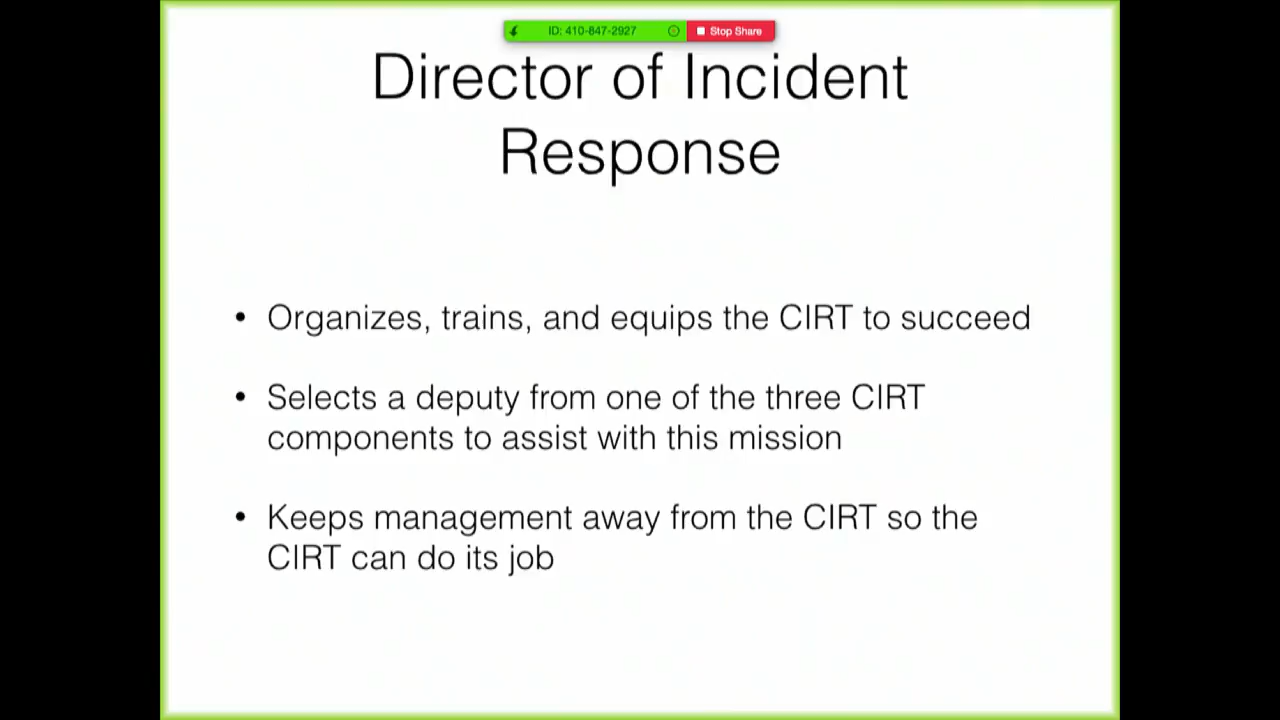 ID: 410-847-2927 Stop Share
Director of Incident
Response
• Organizes, trains, and equips the CIRT to succeed
• Selects a deputy from one of the three CIRT
components to assist with this mission
• Keeps management away from the CIRT so the
CIRT can do its job